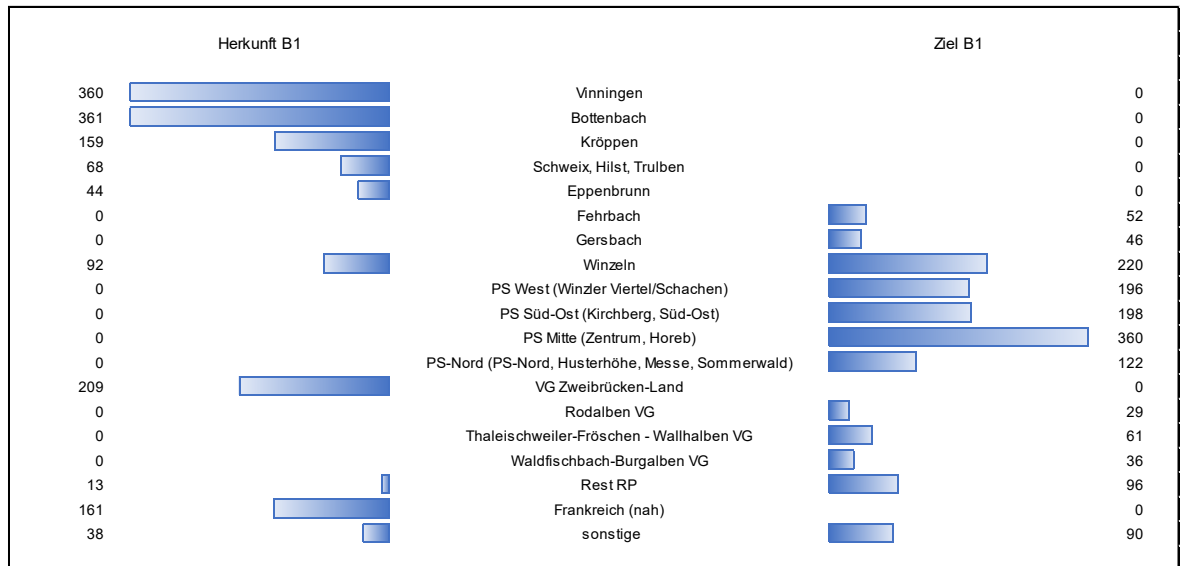 Herkunft B1 Ziel B1
360 Vinningen 0
361 Bottenbach 0
159 Kröppen 0
68 Schweix, Hilst, Trulben 0
44 Eppenbrunn 0
0 Fehrbach 52
0 Gersbach 46
92 Winzeln 220
0 PS West (Winzler Viertel/Schachen) 196
0 PS Süd-Ost (Kirchberg, Süd-Ost) 198
0 PS Mitte (Zentrum, Horeb) 360
0 PS-Nord (PS-Nord, Husterhöhe, Messe, Sommerwald) 122
209 VG Zweibrücken-Land 0
0 Rodalben VG 29
0 Thaleischweiler-Fröschen - Wallhalben VG 61
0 Waldfischbach-Burgalben VG 36
13 Rest RP 96
161 Frankreich (nah) 0
38 sonstige 90